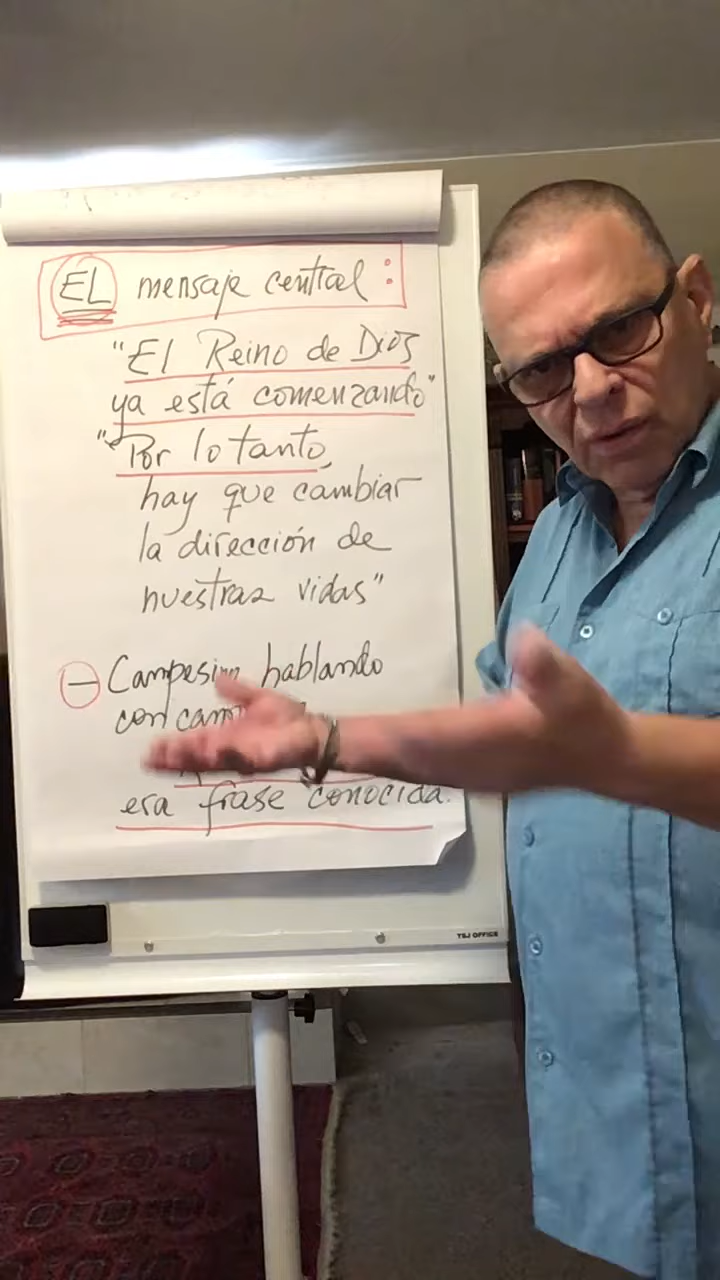 EL mensaje central:
"El Reino de Dios
ya está comenzando"
"Por lo tanto,
hay que cambiar
la dirección de
nuestras vidas"
- hablando
con
era frase conocida.
TSJ OFFICE